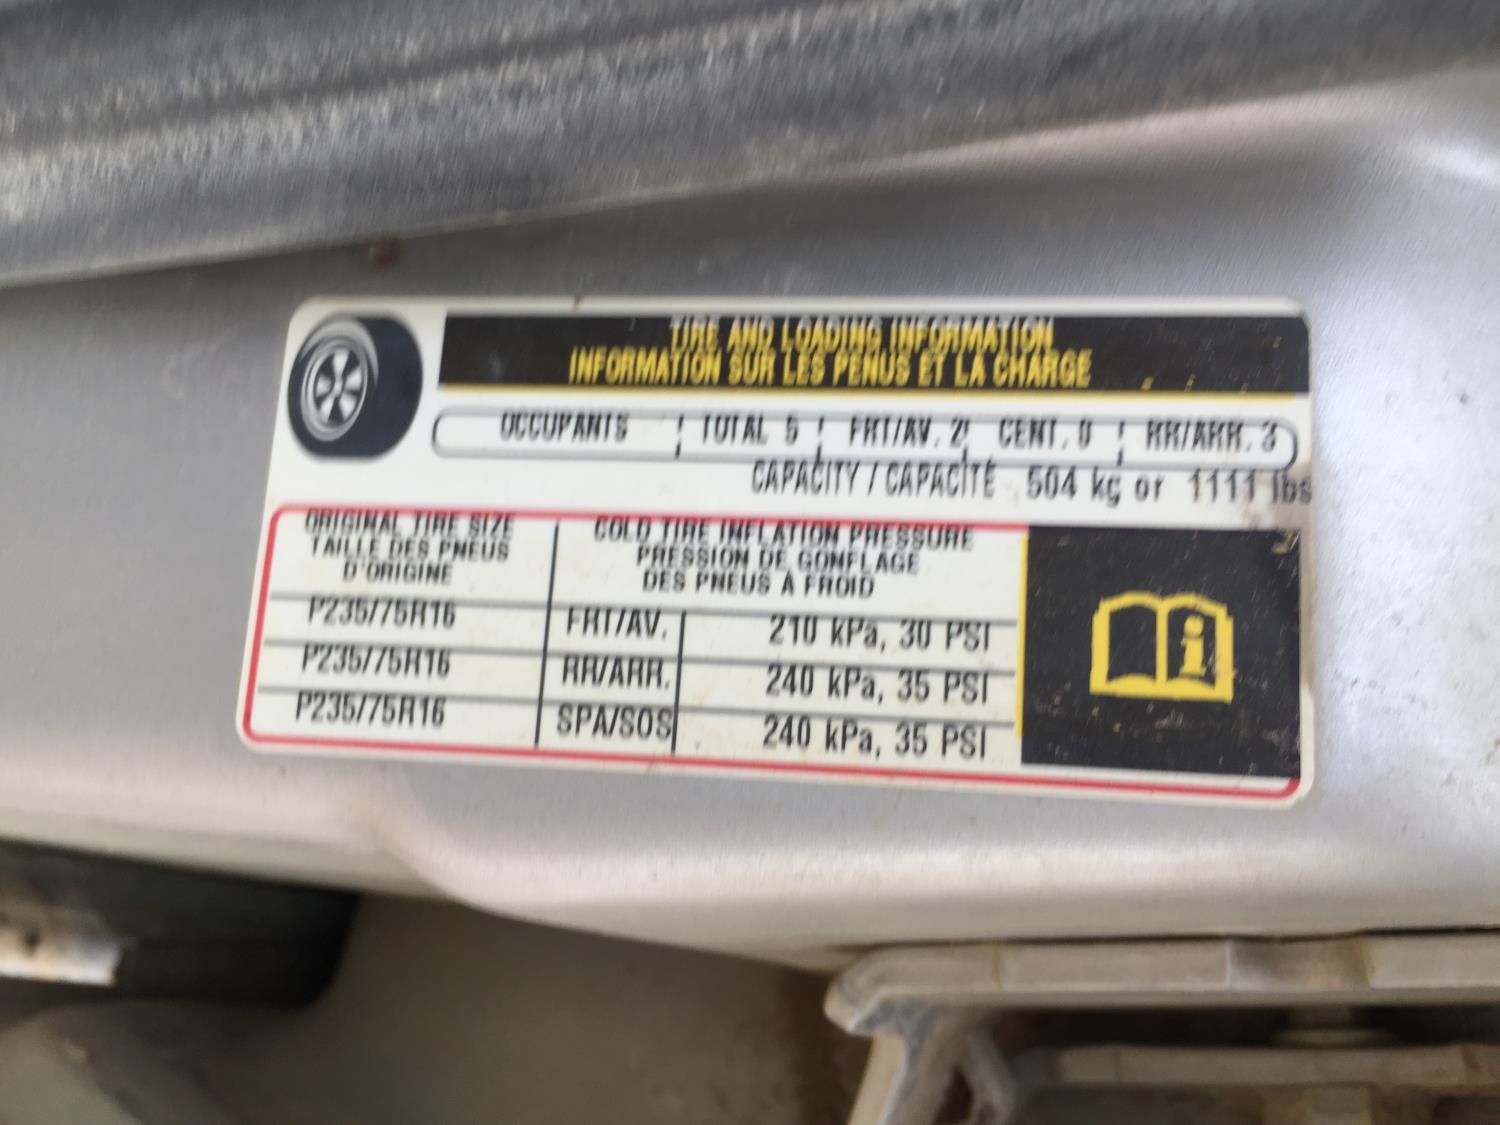 TIRE AND LOADING INFORMATION
INFORMATION SUR LES PENUS ET LA CHARGE
OCCUPANTS TOTAL 5 FRT/AV. 2 CENT. 0 RR/ARR. 3
CAPACITY / CAPACITÉ 504 kg or 1111 lbs
ORIGINAL TIRE SIZE
TAILLE DES PNEUS
D'ORIGINE
COLD TIRE INFLATION PRESSURE
PRESSION DE GONFLAGE
DES PNEUS À FROID
P235/75R16 FRT/AV. 210 kPa, 30 PSI
P235/75R16 RR/ARR. 240 kPa, 35 PSI
P235/75R16 SPA/SOS 240 kPa, 35 PSI
i